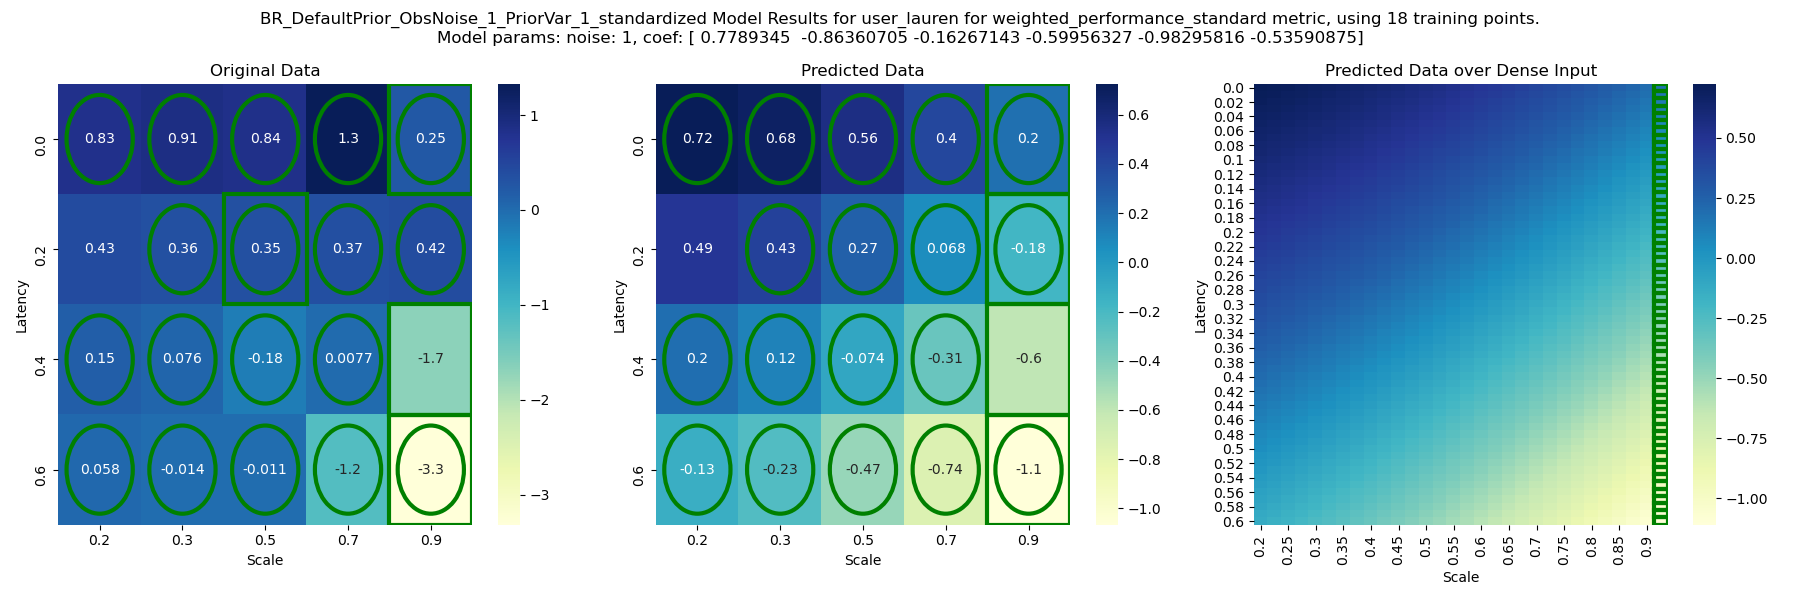 BR_DefaultPrior_ObsNoise_1_PriorVar_1_standardized Model Results for user_lauren for weighted_performance_standard metric, using 18 training points.
Model params: noise: 1, coef: [ 0.7789345  -0.86360705 -0.16267143 -0.59956327 -0.98295816 -0.53590875]
Original Data
Latency
0.0
0.2
0.4
0.6
0.83 0.91 0.84 1.3 0.25
0.43 0.36 0.35 0.37 0.42
0.15 0.076 -0.18 0.0077 -1.7
0.058 -0.014 -0.011 -1.2 -3.3
0.2 0.3 0.5 0.7 0.9
Scale
1
0
−1
−2
−3
Predicted Data
Latency
0.0
0.2
0.4
0.6
0.72 0.68 0.56 0.4 0.2
0.49 0.43 0.27 0.068 -0.18
0.2 0.12 -0.074 -0.31 -0.6
-0.13 -0.23 -0.47 -0.74 -1.1
0.2 0.3 0.5 0.7 0.9
Scale
0.6
0.4
0.2
0.0
−0.2
−0.4
−0.6
−0.8
−1.0
Predicted Data over Dense Input
Latency
0.0
0.02
0.04
0.06
0.08
0.1
0.12
0.14
0.16
0.18
0.2
0.22
0.24
0.26
0.28
0.3
0.32
0.34
0.36
0.38
0.4
0.42
0.44
0.46
0.48
0.5
0.52
0.54
0.56
0.58
0.6
0.2 0.25 0.3 0.35 0.4 0.45 0.5 0.55 0.6 0.65 0.7 0.75 0.8 0.85 0.9
Scale
0.50
0.25
0.00
−0.25
−0.50
−0.75
−1.00